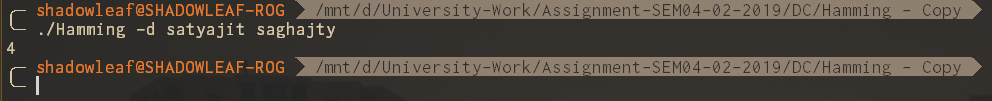 shadowleaf@SHADOWLEAF-ROG /mnt/d/University-Work/Assignment-SEM04-02-2019/DC/Hamming - Copy
./Hamming -d satyajit saghajty
4
shadowleaf@SHADOWLEAF-ROG /mnt/d/University-Work/Assignment-SEM04-02-2019/DC/Hamming - Copy